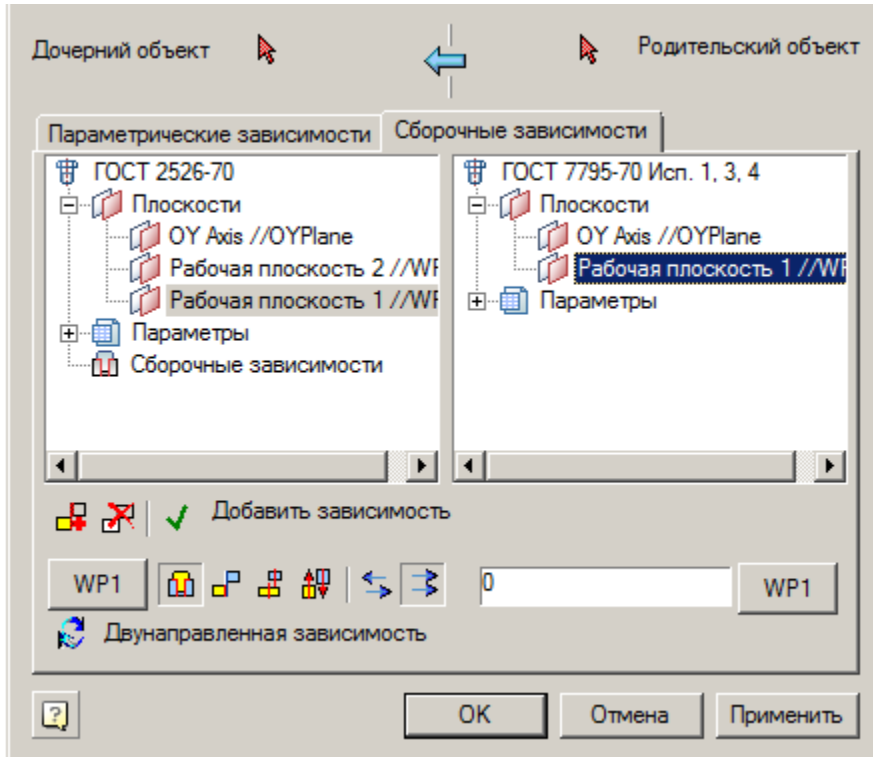 Дочерний объект
Родительский объект
Параметрические зависимости
Сборочные зависимости
ГОСТ 2526-70
Плоскости
OY Axis //OYPlane
Рабочая плоскость 2 //WF
Рабочая плоскость 1 //WF
Параметры
Сборочные зависимости
ГОСТ 7795-70 Исп. 1, 3, 4
Плоскости
OY Axis //OYPlane
Рабочая плоскость 1 //WF
Параметры
Добавить зависимость
WP1
0
WP1
Двунаправленная зависимость
?
OK
Отмена
Применить